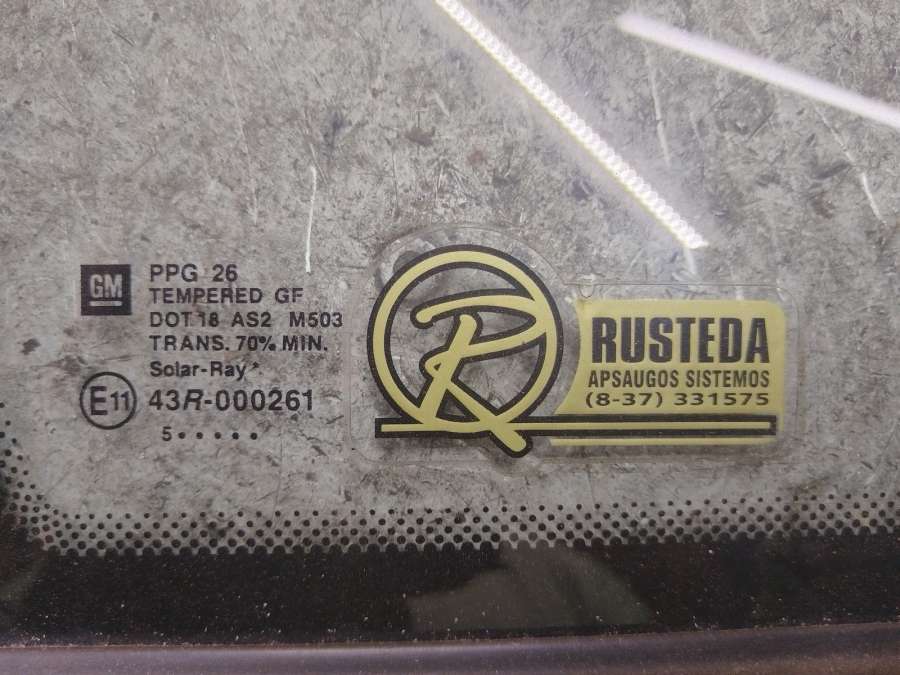 GM
PPG 26
TEMPERED GF
DOT 18 AS2 M503
TRANS. 70% MIN.
Solar-Ray*
E11 43R-000261
5•••••
R
RUSTEDA
APSAUGOS SISTEMOS
(8-37) 331575